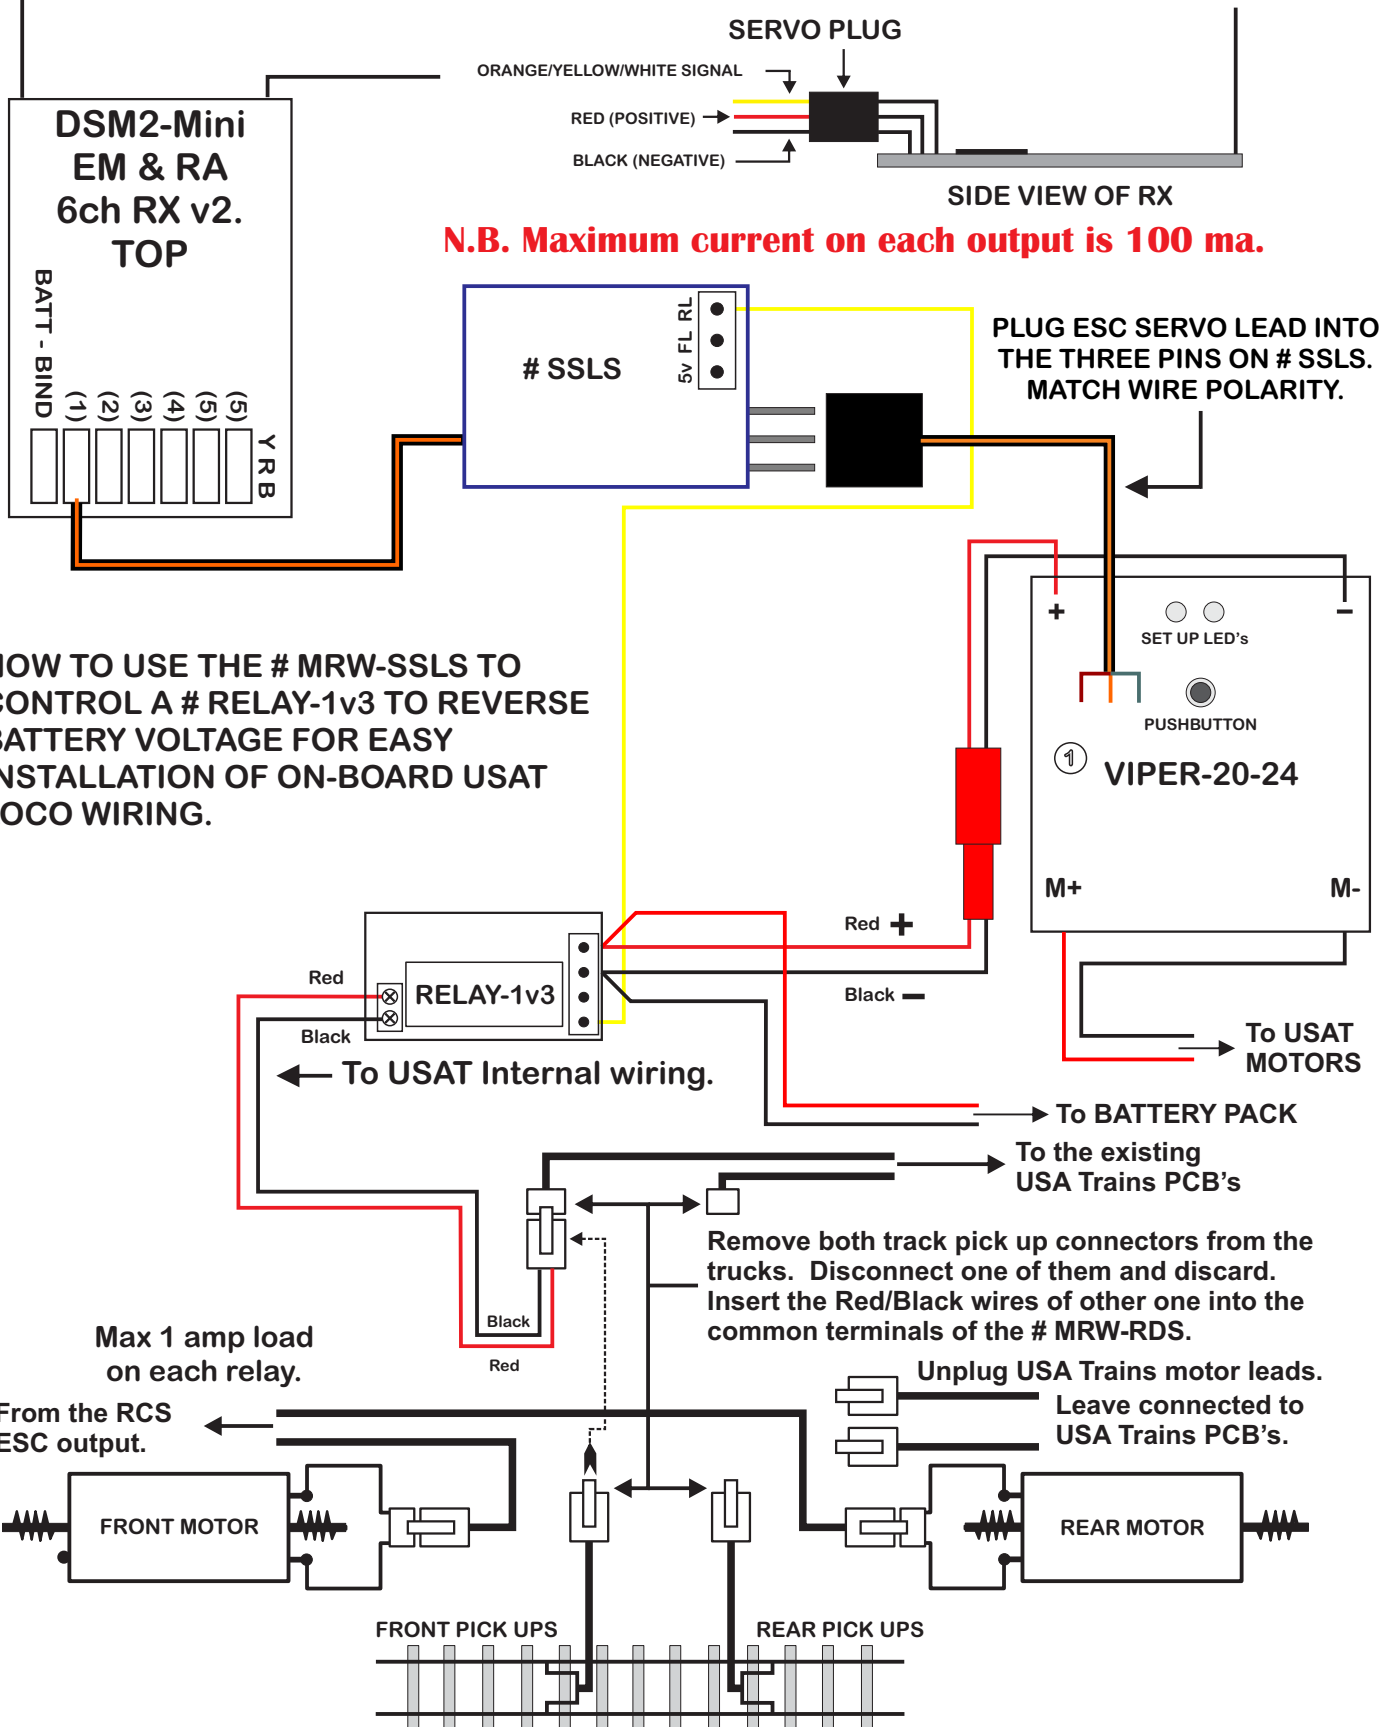 SERVO PLUG
ORANGE/YELLOW/WHITE SIGNAL
RED (POSITIVE)
BLACK (NEGATIVE)
SIDE VIEW OF RX
N.B. Maximum current on each output is 100 ma.
DSM2-Mini
EM & RA
6ch RX v2.
TOP
BATT - BIND
(1)
(2)
(3)
(4)
(5)
(5)
Y R B
# SSLS
5v FL RL
PLUG ESC SERVO LEAD INTO
THE THREE PINS ON # SSLS.
MATCH WIRE POLARITY.
+
–
SET UP LED's
PUSHBUTTON
1
VIPER-20-24
M+
M-
HOW TO USE THE # MRW-SSLS TO
CONTROL A # RELAY-1v3 TO REVERSE
BATTERY VOLTAGE FOR EASY
INSTALLATION OF ON-BOARD USAT
LOCO WIRING.
Red +
Black –
Red
RELAY-1v3
Black
To USAT Internal wiring.
To USAT
MOTORS
To BATTERY PACK
To the existing
USA Trains PCB's
Remove both track pick up connectors from the
trucks. Disconnect one of them and discard.
Insert the Red/Black wires of other one into the
common terminals of the # MRW-RDS.
Black
Red
Max 1 amp load
on each relay.
Unplug USA Trains motor leads.
Leave connected to
USA Trains PCB's.
From the RCS
ESC output.
FRONT MOTOR
REAR MOTOR
FRONT PICK UPS
REAR PICK UPS